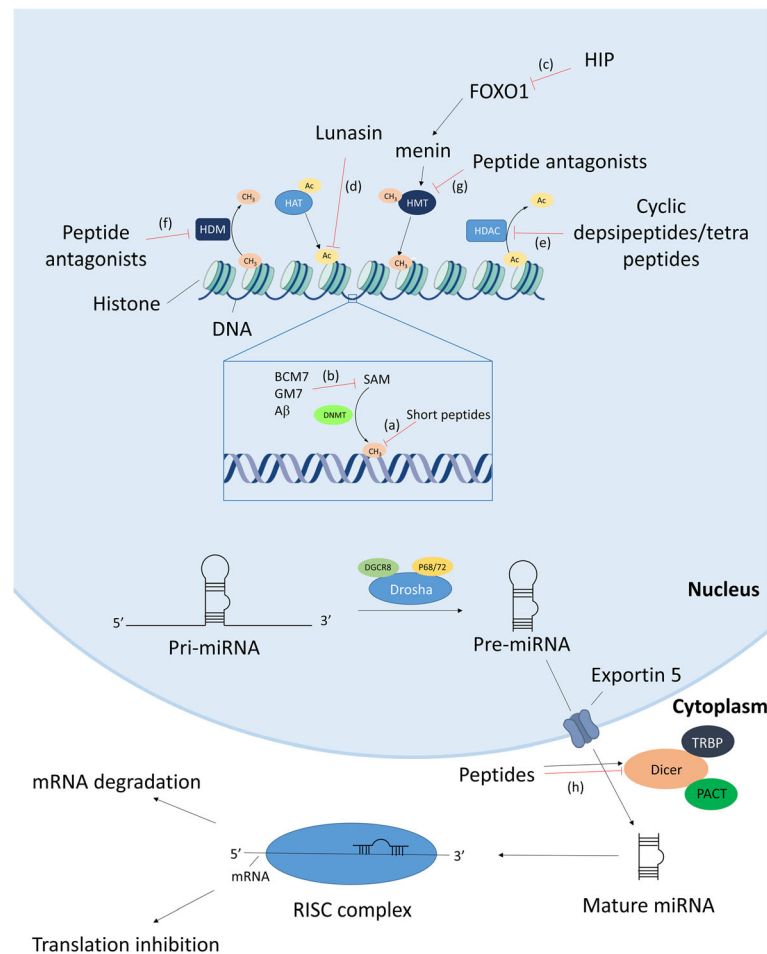 HIP
(c)
FOXO1
Lunasin
menin
Peptide antagonists
(d)
(g)
Ac
CH3
CH3
Ac
HAT
HMT
Cyclic
depsipeptides/tetra
peptides
(f)
HDM
HDAC
(e)
Peptide
antagonists
CH3
Ac
CH3
Ac
Histone
DNA
BCM7
GM7
Aβ
(b)
SAM
DNMT
(a)
Short peptides
CH3
DGCR8
P68/72
Drosha
Nucleus
5’
3’
Pri-miRNA
Pre-miRNA
Exportin 5
Cytoplasm
TRBP
Peptides
Dicer
(h)
PACT
mRNA degradation
5’
3’
mRNA
RISC complex
Mature miRNA
Translation inhibition